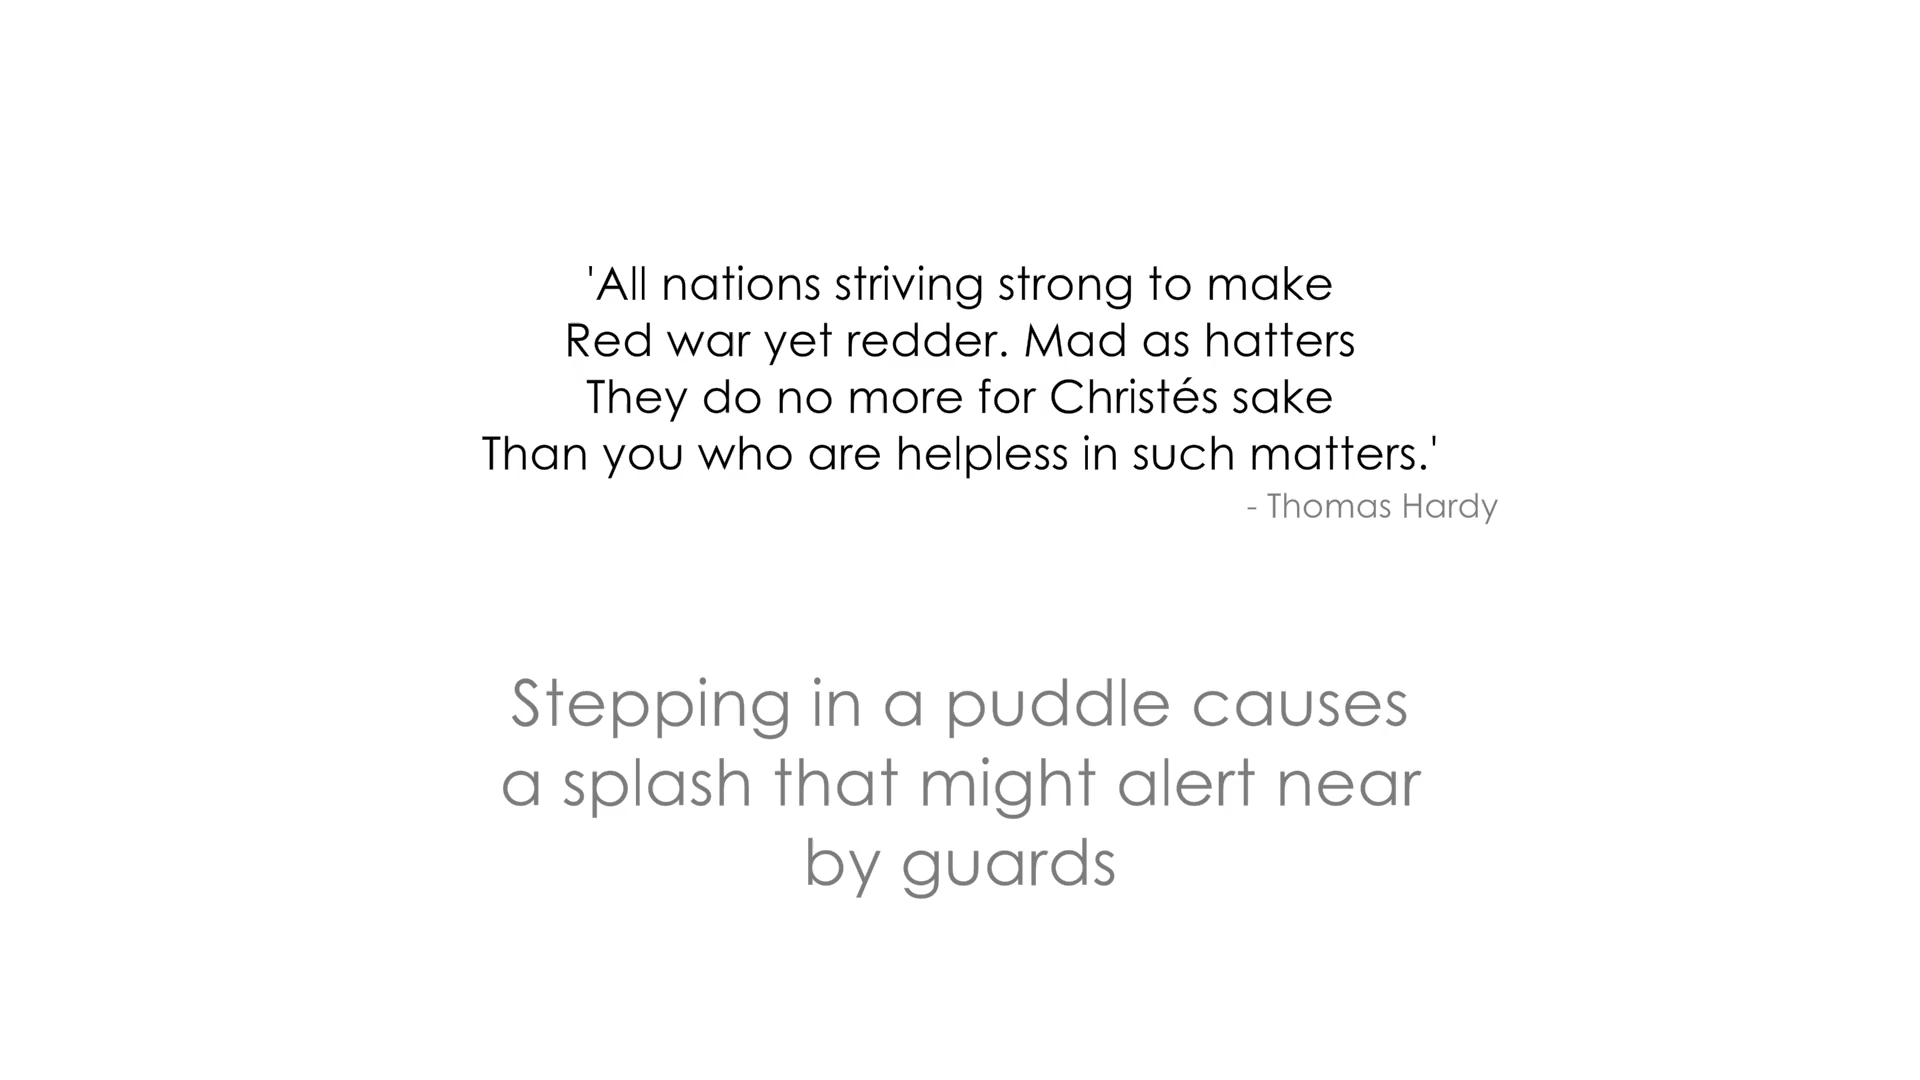 'All nations striving strong to make
Red war yet redder. Mad as hatters
They do no more for Christés sake
Than you who are helpless in such matters.'
- Thomas Hardy
Stepping in a puddle causes
a splash that might alert near
by guards